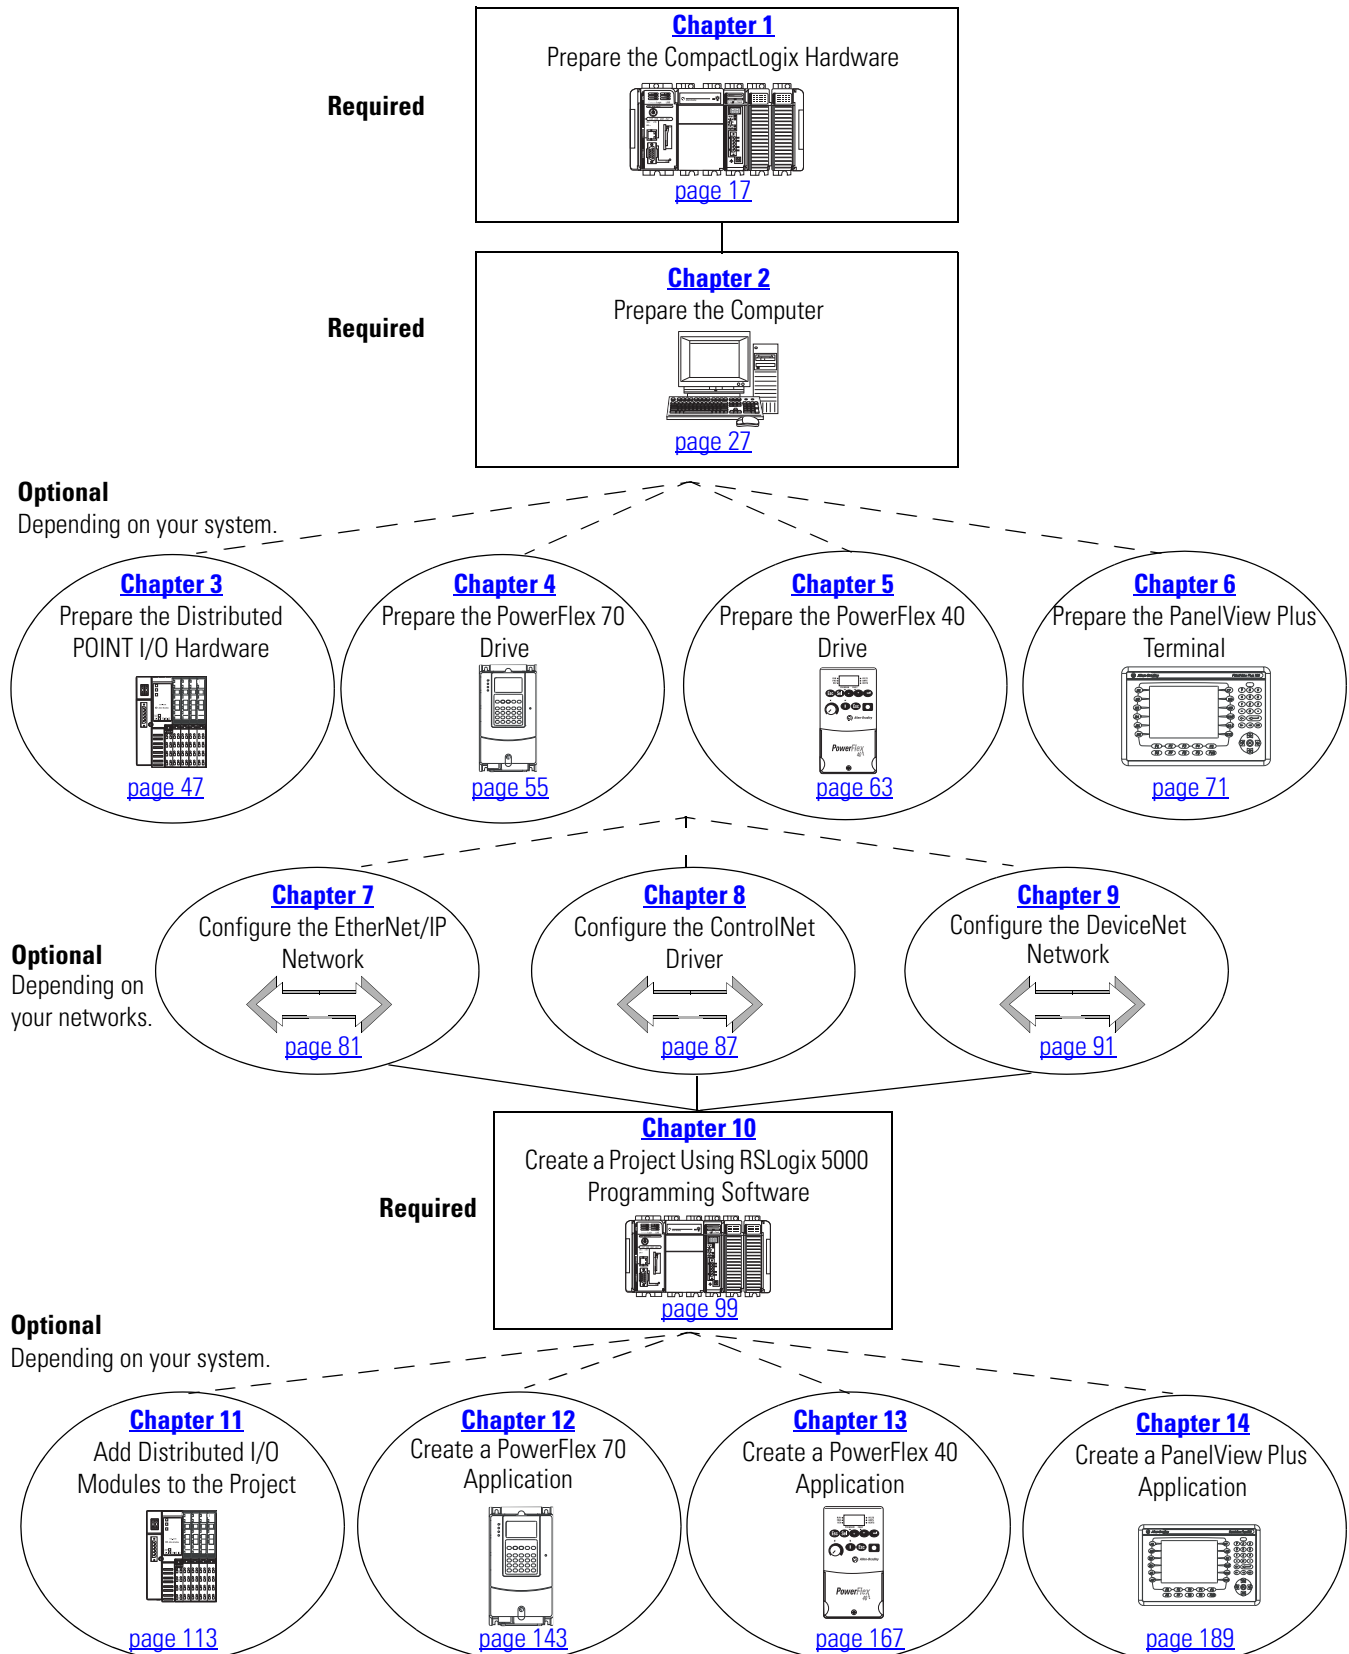 Chapter 1
Prepare the CompactLogix Hardware
Required
page 17
Chapter 2
Prepare the Computer
Required
page 27
Optional
Depending on your system.
Chapter 3
Prepare the Distributed
POINT I/O Hardware
page 47
Chapter 4
Prepare the PowerFlex 70
Drive
page 55
Chapter 5
Prepare the PowerFlex 40
Drive
PowerFlex
40
page 63
Chapter 6
Prepare the PanelView Plus
Terminal
page 71
Optional
Depending on
your networks.
Chapter 7
Configure the EtherNet/IP
Network
page 81
Chapter 8
Configure the ControlNet
Driver
page 87
Chapter 9
Configure the DeviceNet
Network
page 91
Chapter 10
Create a Project Using RSLogix 5000
Programming Software
Required
page 99
Optional
Depending on your system.
Chapter 11
Add Distributed I/O
Modules to the Project
page 113
Chapter 12
Create a PowerFlex 70
Application
page 143
Chapter 13
Create a PowerFlex 40
Application
PowerFlex
40
page 167
Chapter 14
Create a PanelView Plus
Application
page 189